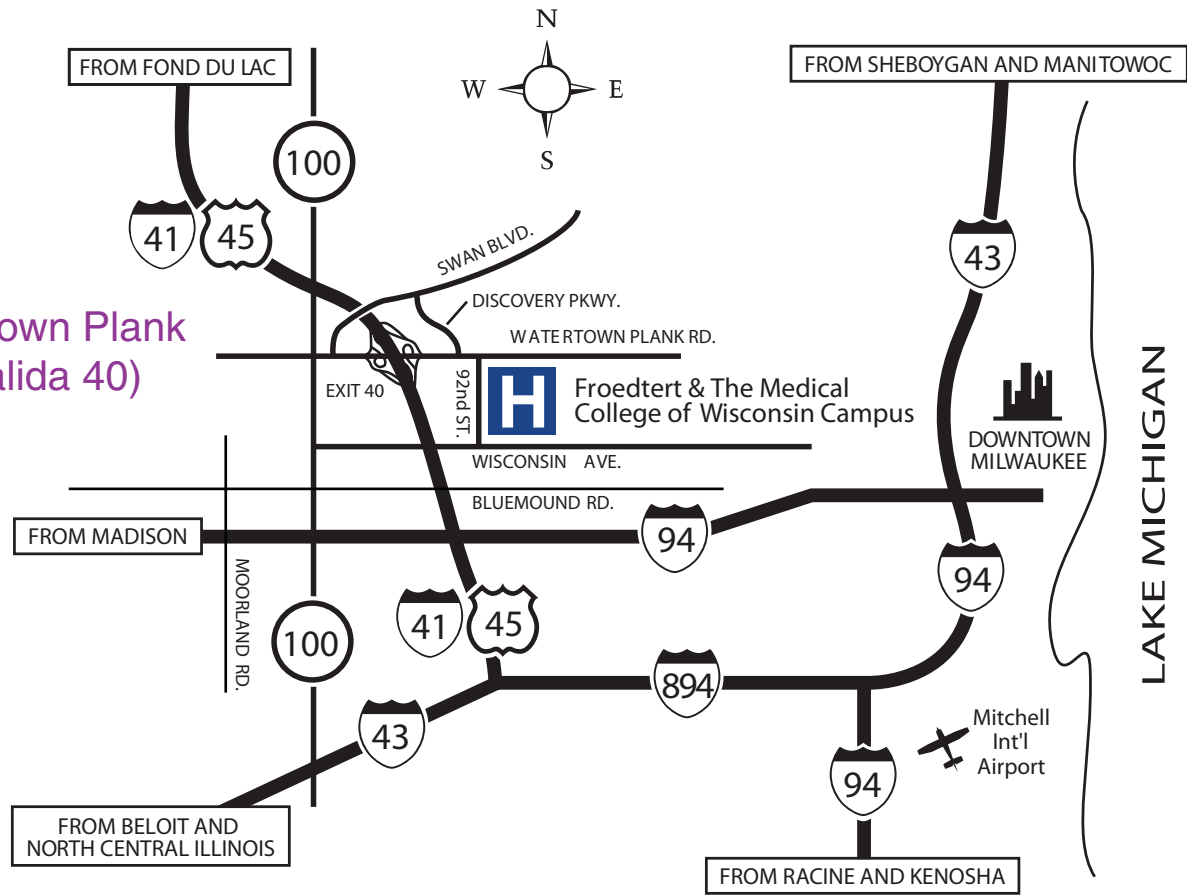 N
FROM FOND DU LAC
FROM SHEBOYGAN AND MANITOWOC
W
E
S
100
41
45
43
SWAN BLVD.
DISCOVERY PKWY.
own Plank
alida 40)
WATERTOWN PLANK RD.
EXIT 40
92nd ST.
H
Froedtert & The Medical
College of Wisconsin Campus
DOWNTOWN
MILWAUKEE
LAKE MICHIGAN
WISCONSIN AVE.
BLUEMOUND RD.
FROM MADISON
94
94
MOORLAND RD.
100
41
45
894
43
Mitchell
Int'l
Airport
94
FROM BELOIT AND
NORTH CENTRAL ILLINOIS
FROM RACINE AND KENOSHA